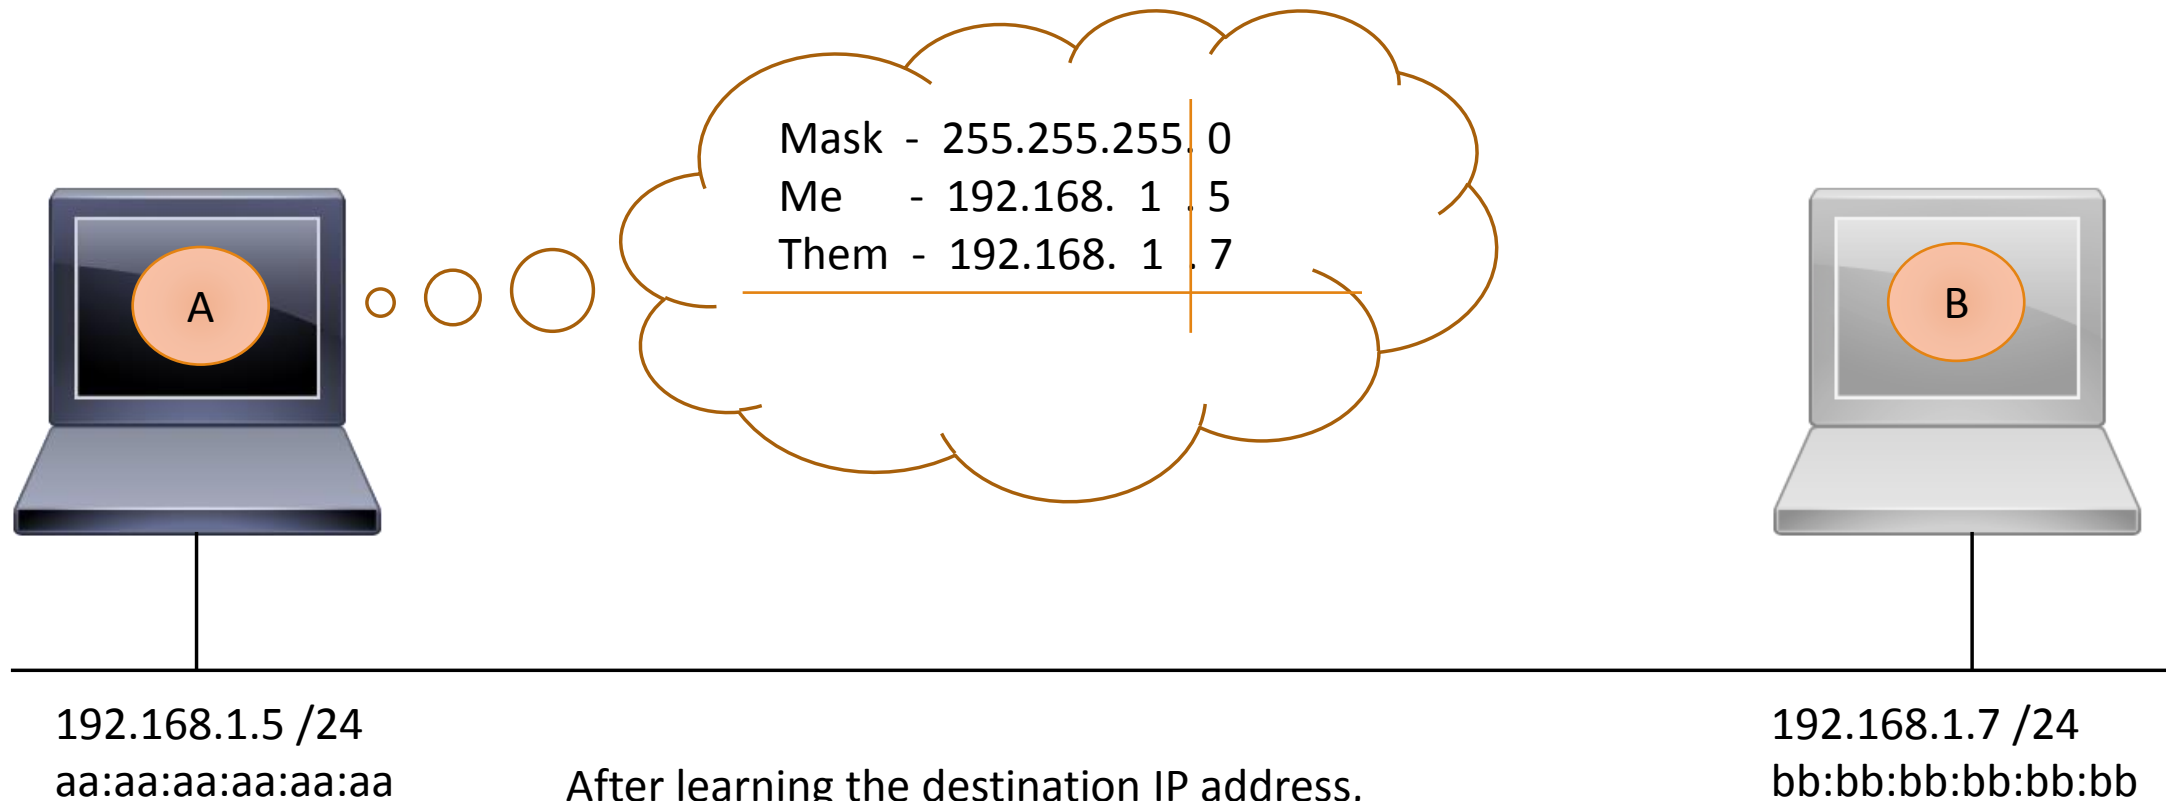 Mask - 255.255.255. 0
Me - 192.168. 1 . 5
Them - 192.168. 1 . 7
A
B
192.168.1.5 /24
aa:aa:aa:aa:aa:aa
After learning the destination IP address,
192.168.1.7 /24
bb:bb:bb:bb:bb:bb